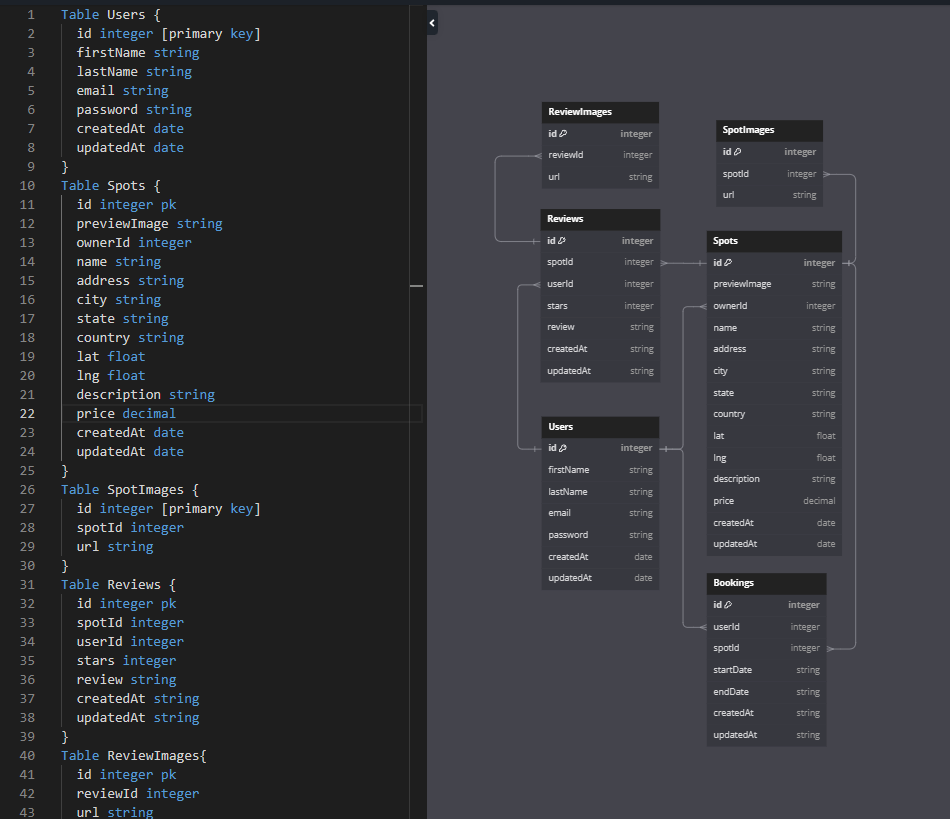 1 Table Users {
2 id integer [primary key]
3 firstName string
4 lastName string
5 email string
6 password string
7 createdAt date
8 updatedAt date
9 }
10 Table Spots {
11 id integer pk
12 previewImage string
13 ownerId integer
14 name string
15 address string
16 city string
17 state string
18 country string
19 lat float
20 lng float
21 description string
22 price decimal
23 createdAt date
24 updatedAt date
25 }
26 Table SpotImages {
27 id integer [primary key]
28 spotId integer
29 url string
30 }
31 Table Reviews {
32 id integer pk
33 spotId integer
34 userId integer
35 stars integer
36 review string
37 createdAt string
38 updatedAt string
39 }
40 Table ReviewImages{
41 id integer pk
42 reviewId integer
43 url string
ReviewImages
id integer
reviewId integer
url string
SpotImages
id integer
spotId integer
url string
Reviews
id integer
spotId integer
userId integer
stars integer
review string
createdAt string
updatedAt string
Spots
id integer
previewImage string
ownerId integer
name string
address string
city string
state string
country string
lat float
lng float
description string
price decimal
createdAt date
updatedAt date
Users
id integer
firstName string
lastName string
email string
password string
createdAt date
updatedAt date
Bookings
id integer
userId integer
spotId integer
startDate string
endDate string
createdAt string
updatedAt string